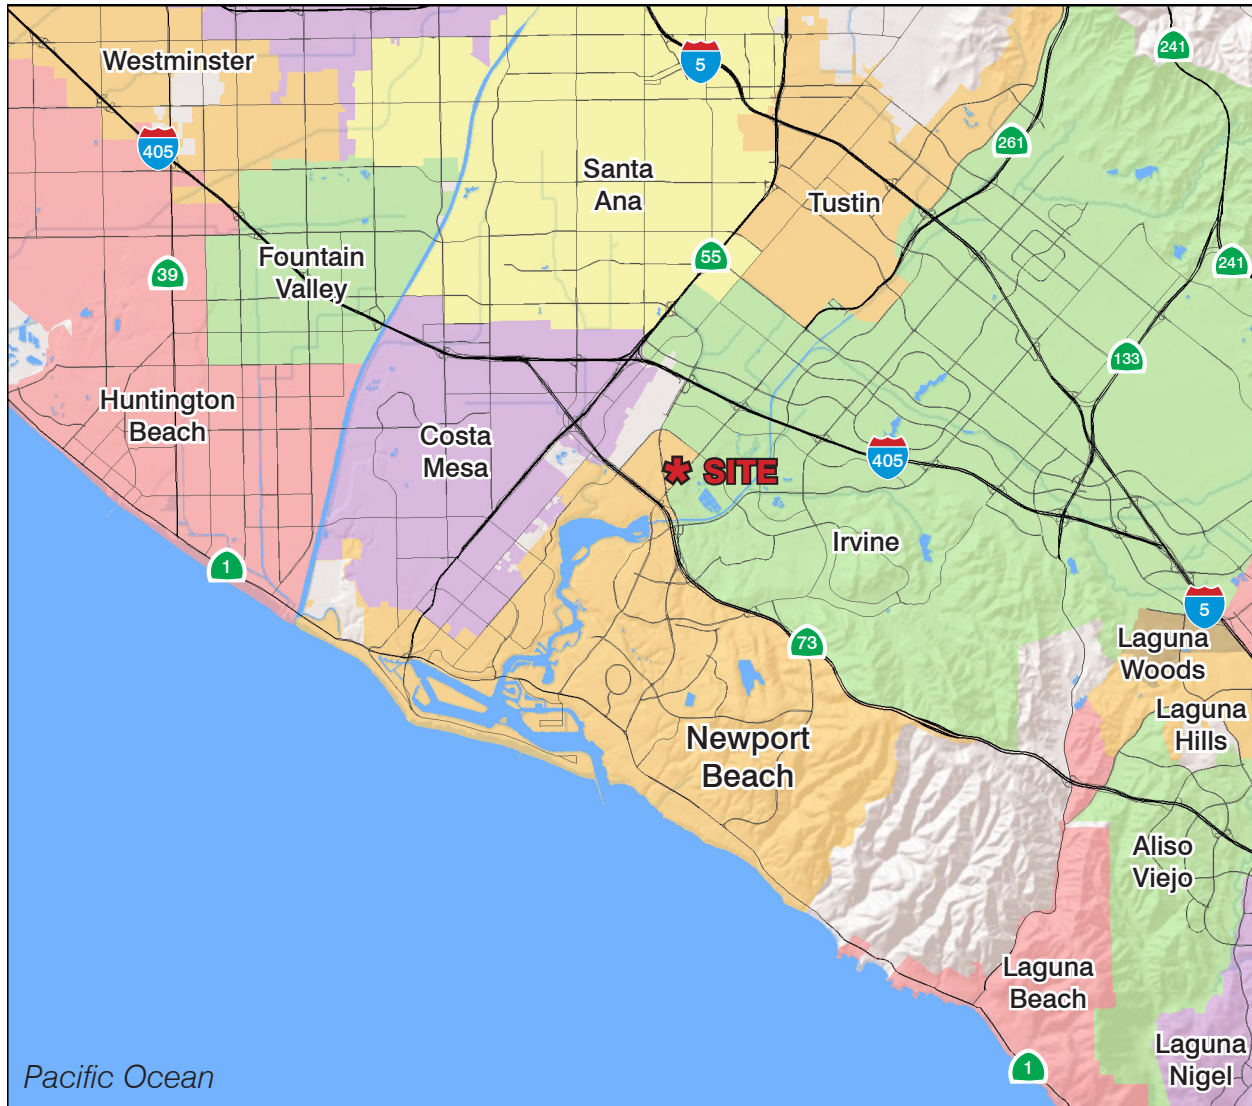 241
Westminster
5
261
405
Santa
Ana
Tustin
55
241
39
Fountain
Valley
133
Huntington
Beach
Costa
Mesa
405
* SITE
Irvine
1
5
73
Laguna
Woods
Laguna
Hills
Newport
Beach
Aliso
Viejo
Laguna
Beach
Laguna
Nigel
1
Pacific Ocean